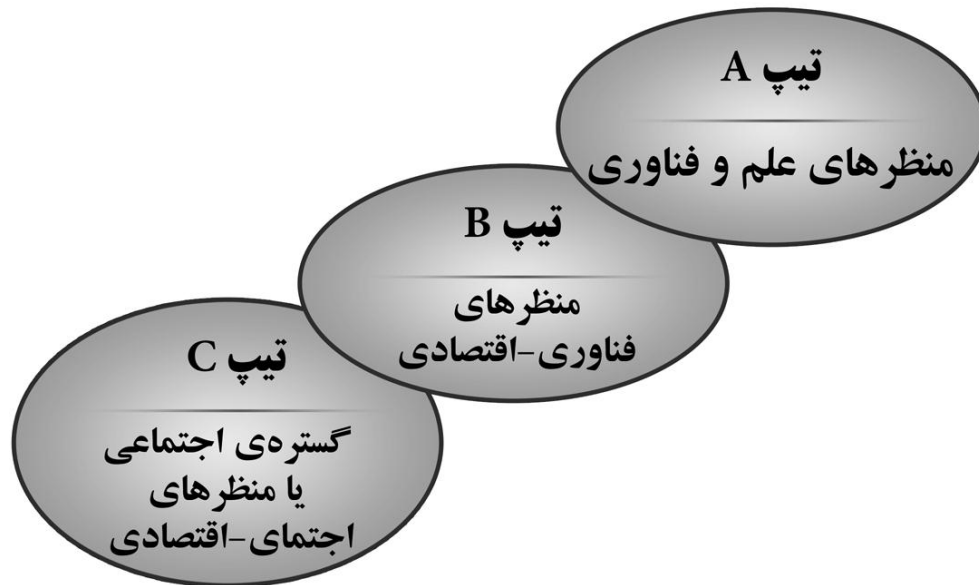 تیپ A
منظرهای علم و فناوری
تیپ B
منظرهای
فناوری-اقتصادی
تیپ C
گستره‌ی اجتماعی
یا منظرهای
اجتمای-اقتصادی